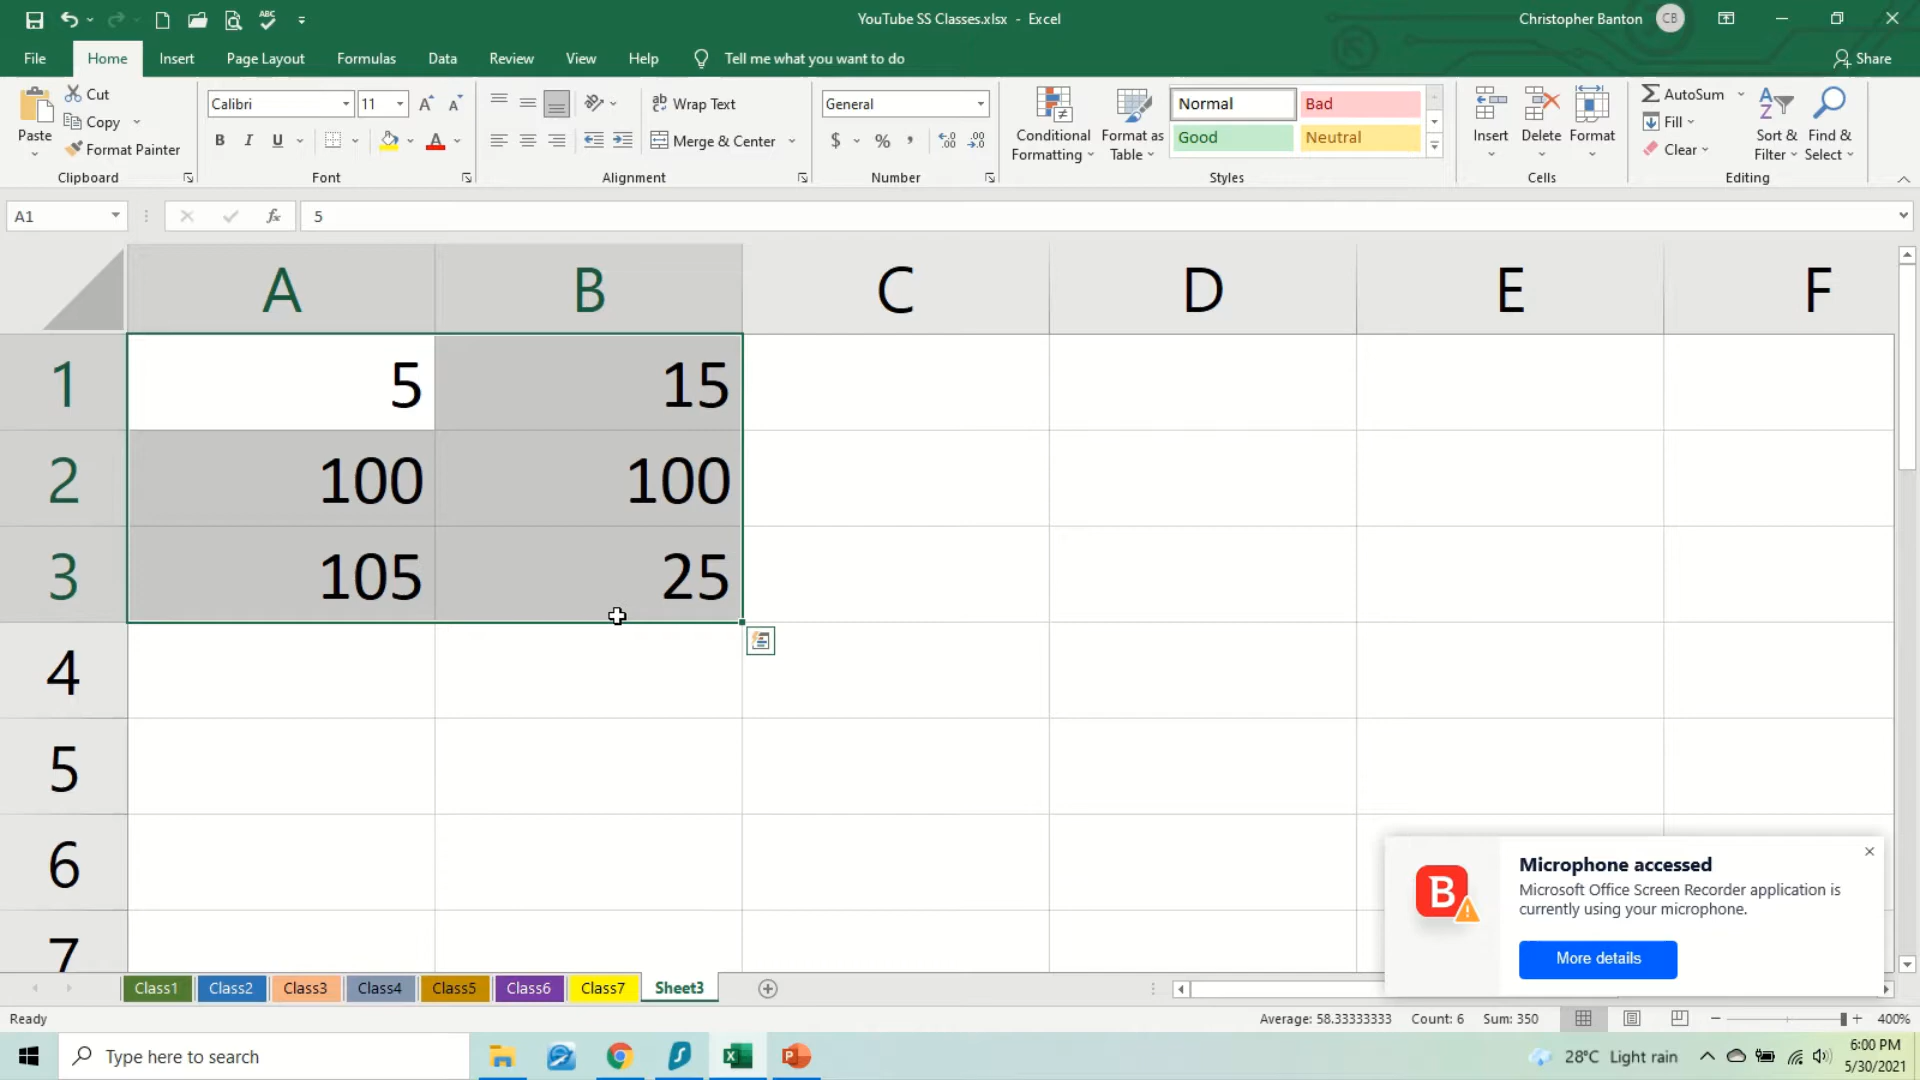 YouTube SS Classes.xlsx - Excel
Christopher Banton CB
File Home Insert Page Layout Formulas Data Review View Help Tell me what you want to do Share
Paste Cut Copy Format Painter Clipboard
Calibri 11 B I U Font
ab Wrap Text Merge & Center Alignment
General $ % , Number
Conditional Formatting Format as Table
Normal Bad
Good Neutral
Styles
Insert Delete Format Cells
AutoSum Fill Clear
Sort & Filter Find & Select
Editing
A1 fx 5
A B C D E F
1 5 15
2 100 100
3 105 25
4
5
6
7
Microphone accessed
Microsoft Office Screen Recorder application is
currently using your microphone.
More details
Class1 Class2 Class3 Class4 Class5 Class6 Class7 Sheet3
Ready Average: 58.33333333 Count: 6 Sum: 350 400%
Type here to search 28°C Light rain 6:00 PM
5/30/2021